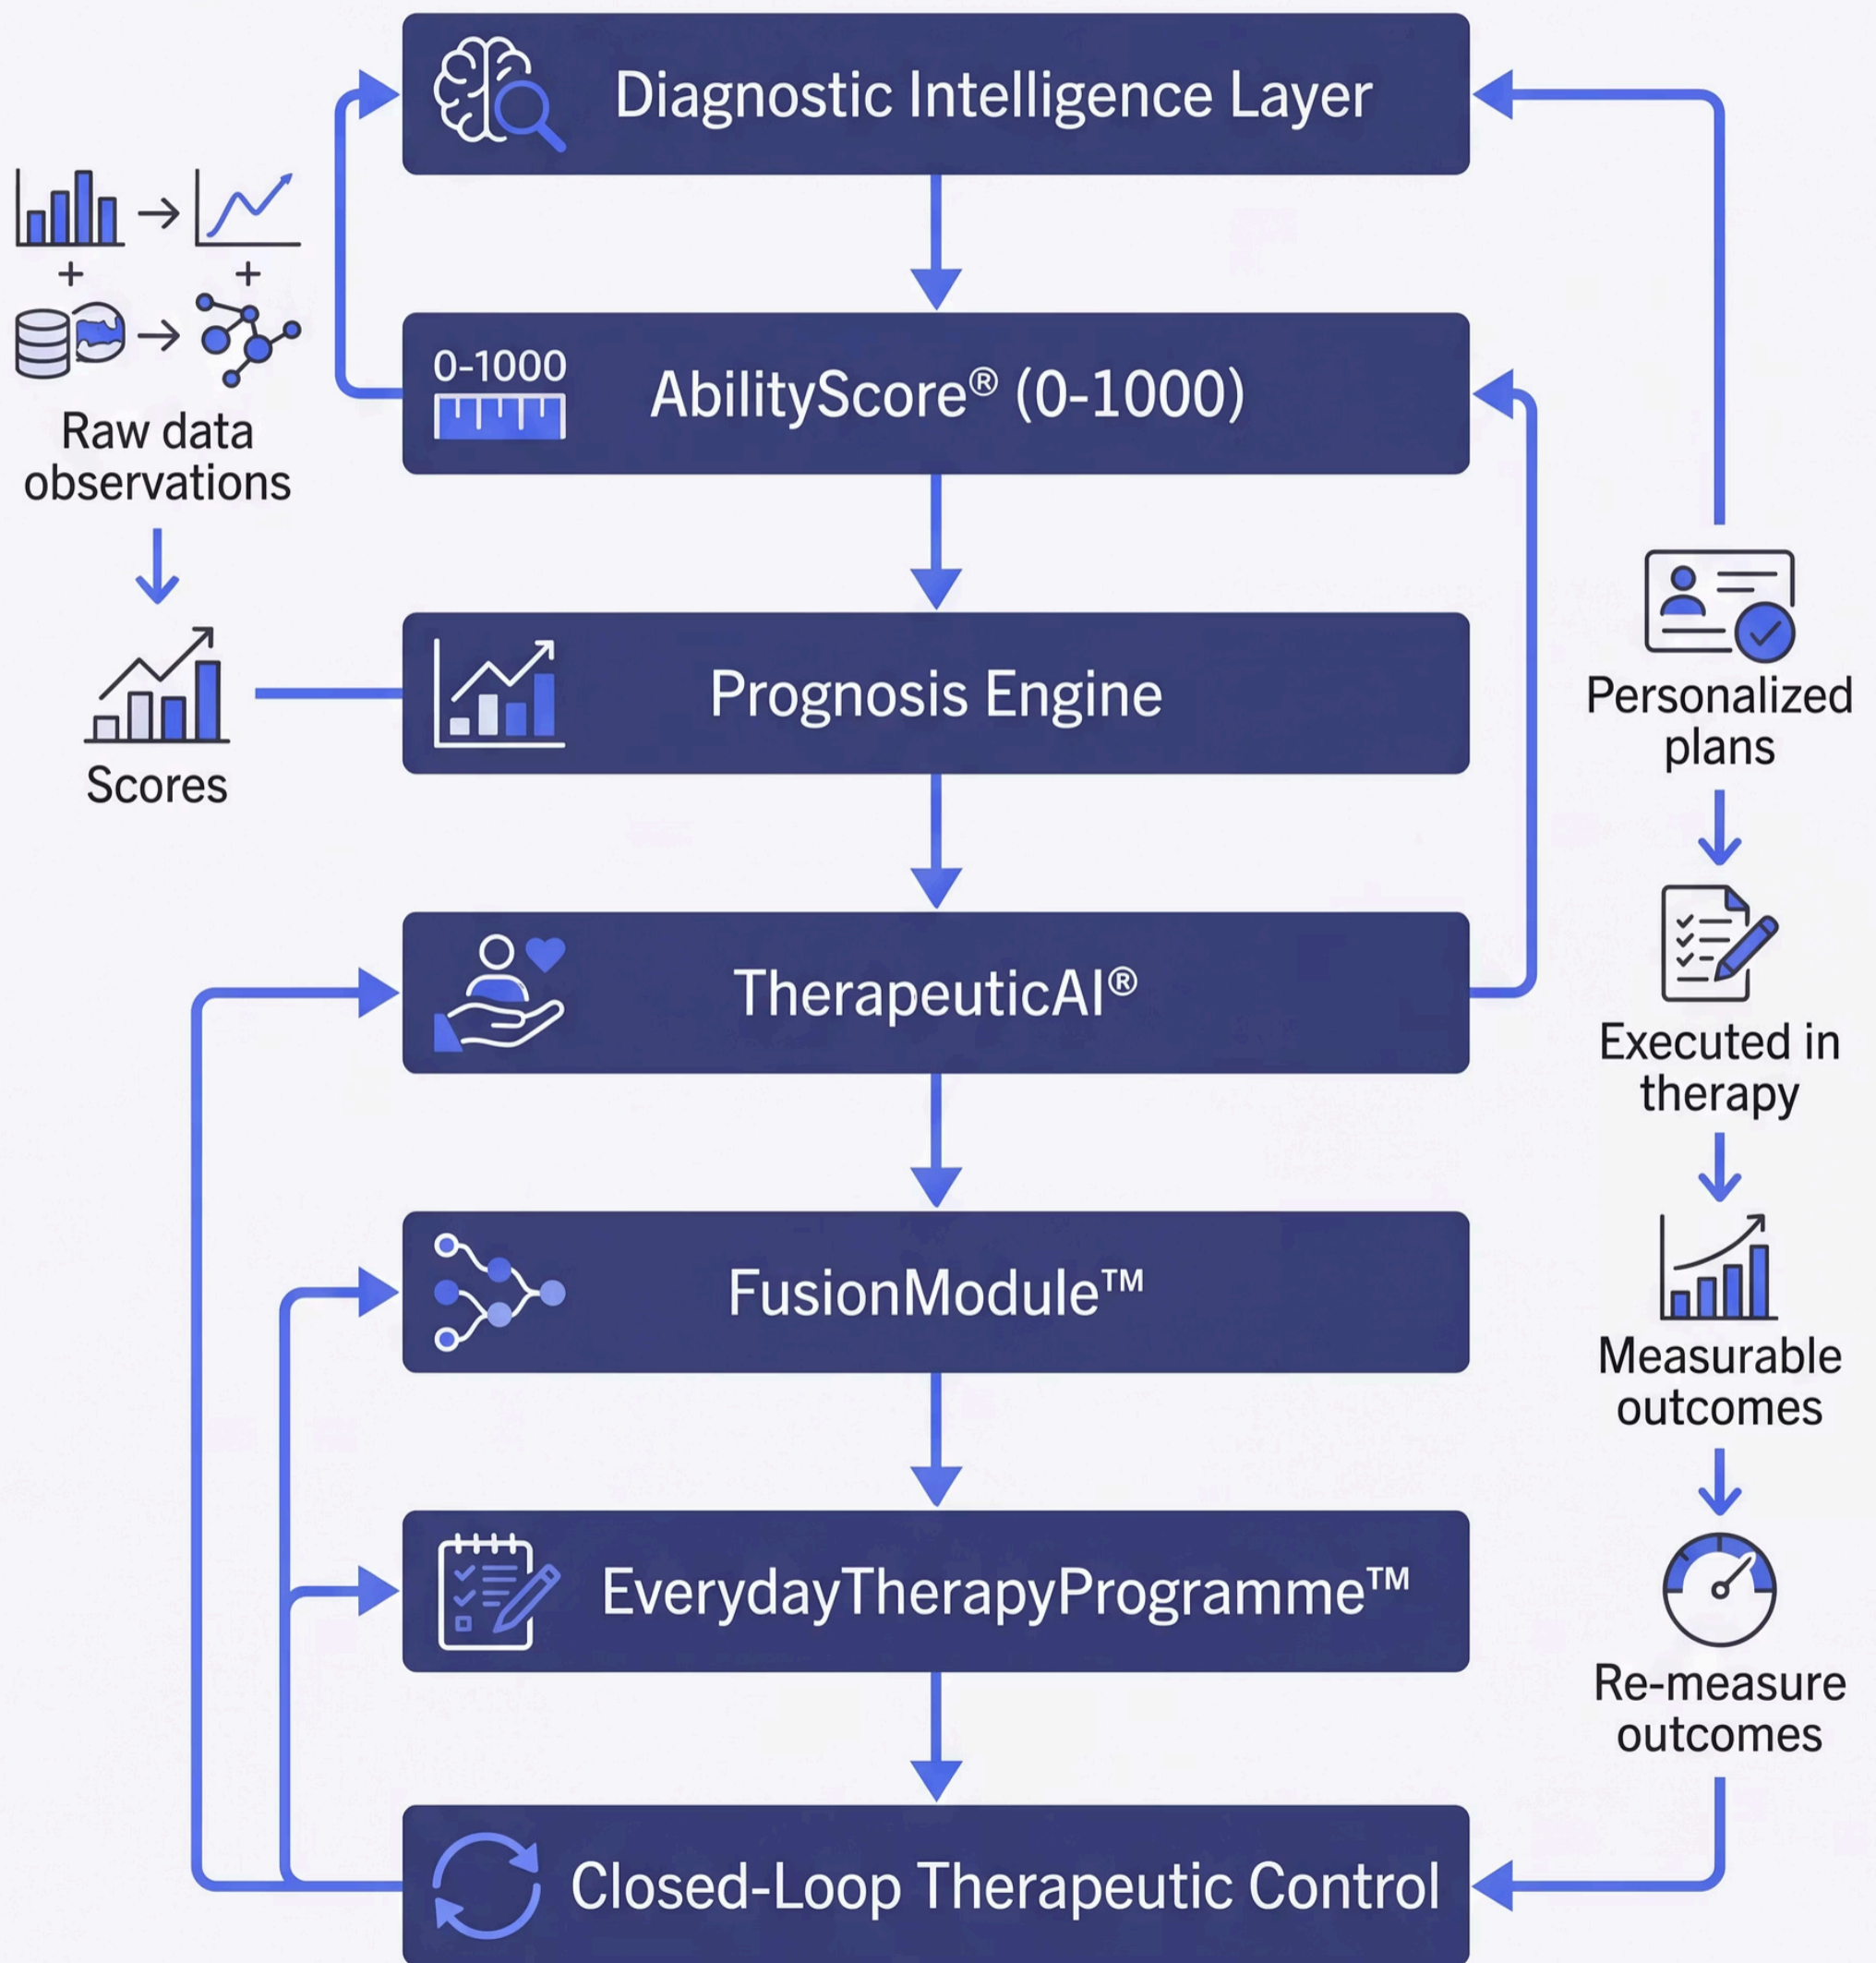 Diagnostic Intelligence Layer
0-1000
AbilityScore® (0-1000)
Raw data
observations
Prognosis Engine
Scores
Personalized
plans
TherapeuticAI®
Executed in
therapy
FusionModule™
Measurable
outcomes
EverydayTherapyProgramme™
Re-measure
outcomes
Closed-Loop Therapeutic Control